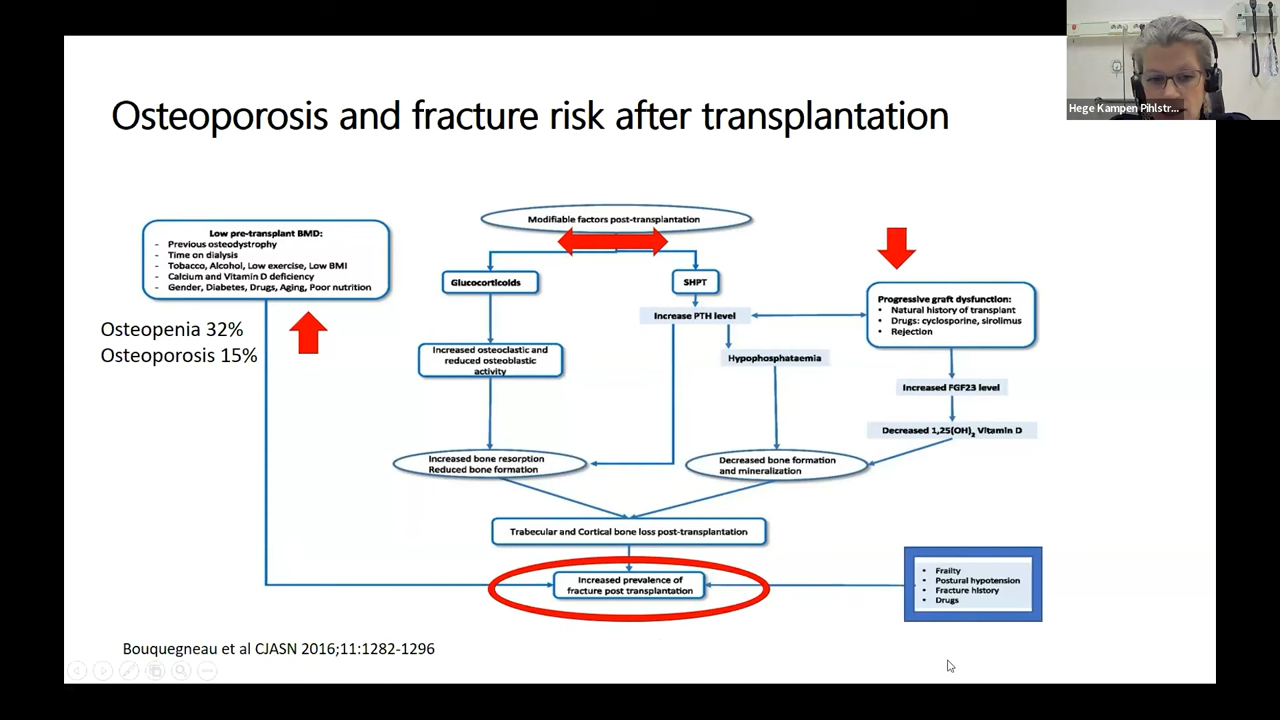 Hege Kampen Pihlstr...
Osteoporosis and fracture risk after transplantation
Low pre-transplant BMD:
- Previous osteodystrophy
- Time on dialysis
- Tobacco, Alcohol, Low exercise, Low BMI
- Calcium and Vitamin D deficiency
- Gender, Diabetes, Drugs, Aging, Poor nutrition
Osteopenia 32%
Osteoporosis 15%
Modifiable factors post-transplantation
Glucocorticoids
SHPT
Increase PTH level
Hypophosphataemia
Increased osteoclastic and
reduced osteoblastic
activity
Progressive graft dysfunction:
• Natural history of transplant
• Drugs: cyclosporine, sirolimus
• Rejection
Increased FGF23 level
Decreased 1,25(OH)₂ Vitamin D
Increased bone resorption
Reduced bone formation
Decreased bone formation
and mineralization
Trabecular and Cortical bone loss post-transplantation
Increased prevalence of
fracture post transplantation
• Frailty
• Postural hypotension
• Fracture history
• Drugs
Bouquegneau et al CJASN 2016;11:1282-1296